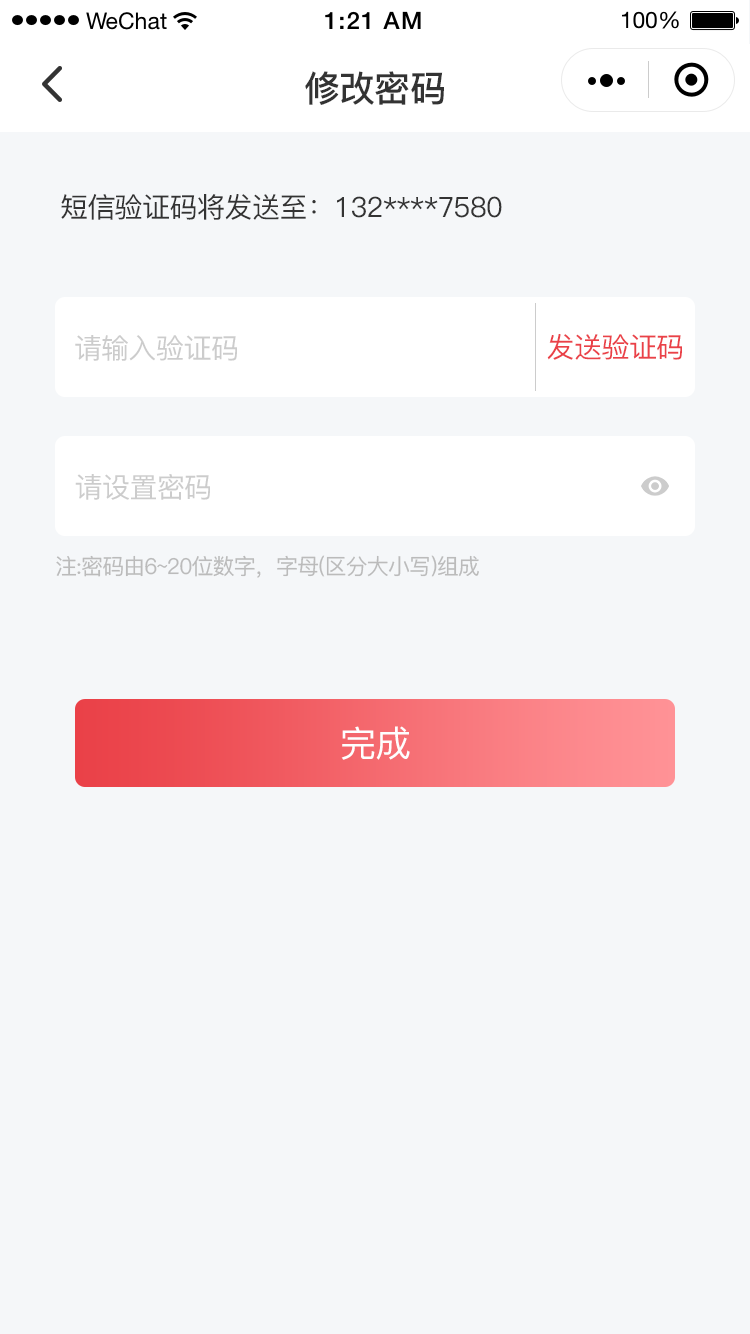 WeChat 1:21 AM 100%
修改密码
短信验证码将发送至：132****7580
请输入验证码 发送验证码
请设置密码
注:密码由6~20位数字，字母(区分大小写)组成
完成